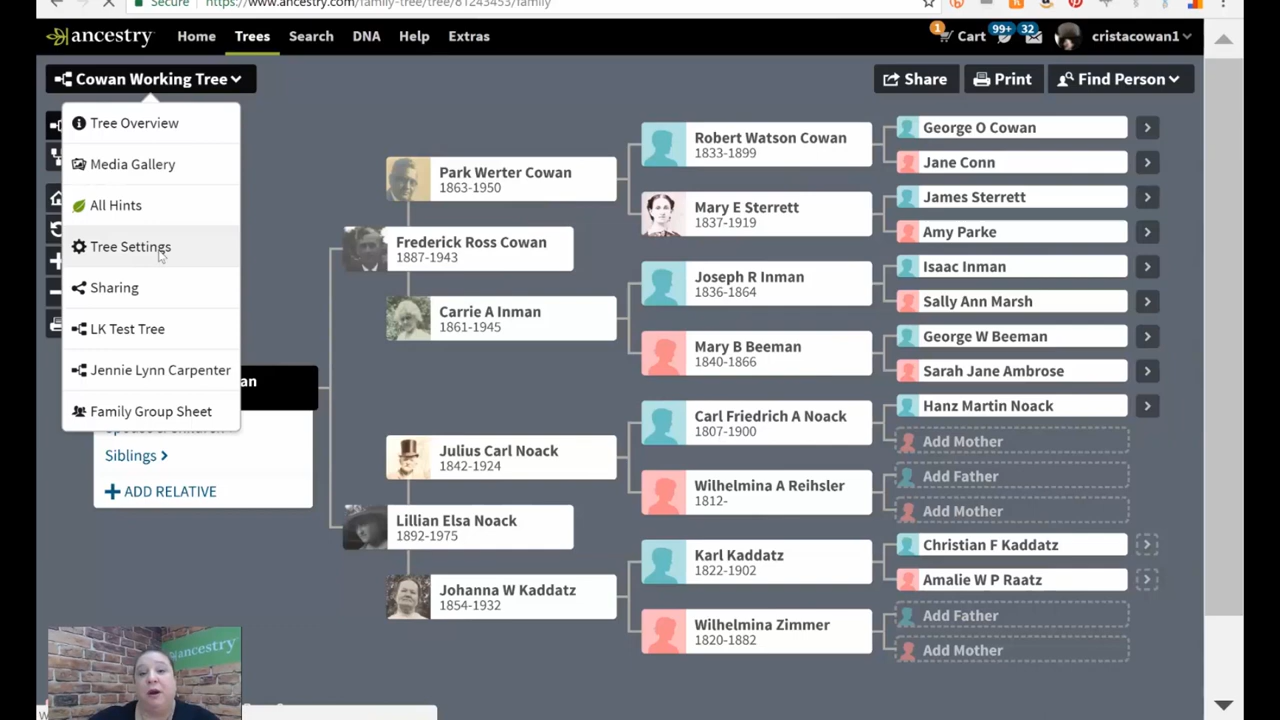 Secure
https://www.ancestry.com/family-tree/tree/81243453/family
ancestry
Home
Trees
Search
DNA
Help
Extras
1
Cart
99+
32
cristacowan1
Cowan Working Tree
Share
Print
Find Person
Tree Overview
Media Gallery
All Hints
Tree Settings
Sharing
LK Test Tree
Jennie Lynn Carpenter
Family Group Sheet
an
Siblings
ADD RELATIVE
Park Werter Cowan
1863-1950
Frederick Ross Cowan
1887-1943
Carrie A Inman
1861-1945
Julius Carl Noack
1842-1924
Lillian Elsa Noack
1892-1975
Johanna W Kaddatz
1854-1932
Robert Watson Cowan
1833-1899
Mary E Sterrett
1837-1919
Joseph R Inman
1836-1864
Mary B Beeman
1840-1866
Carl Friedrich A Noack
1807-1900
Wilhelmina A Reihsler
1812-
Karl Kaddatz
1822-1902
Wilhelmina Zimmer
1820-1882
George O Cowan
Jane Conn
James Sterrett
Amy Parke
Isaac Inman
Sally Ann Marsh
George W Beeman
Sarah Jane Ambrose
Hanz Martin Noack
Add Mother
Add Father
Add Mother
Christian F Kaddatz
Amalie W P Raatz
Add Father
Add Mother
ancestry